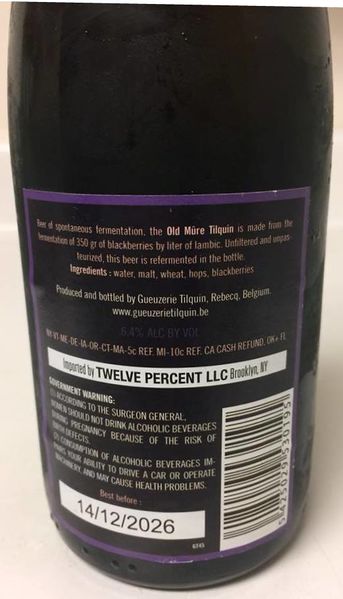 Beer of spontaneous fermentation, the Old Mûre Tilquin is made from the
fermentation of 350 gr of blackberries by liter of lambic. Unfiltered and unpas-
teurized, this beer is refermented in the bottle.
Ingredients : water, malt, wheat, hops, blackberries
Produced and bottled by Gueuzerie Tilquin, Rebecq, Belgium.
www.gueuzerietilquin.be
6.4% ALC BY VOL
NY-VT-ME-DE-IA-OR-CT-MA-5c REF. MI-10c REF. CA CASH REFUND. OK+ FL
Imported by TWELVE PERCENT LLC Brooklyn, NY
GOVERNMENT WARNING:
(1) ACCORDING TO THE SURGEON GENERAL,
WOMEN SHOULD NOT DRINK ALCOHOLIC BEVERAGES
DURING PREGNANCY BECAUSE OF THE RISK OF
BIRTH DEFECTS.
(2) CONSUMPTION OF ALCOHOLIC BEVERAGES IM-
PAIRS YOUR ABILITY TO DRIVE A CAR OR OPERATE
MACHINERY, AND MAY CAUSE HEALTH PROBLEMS.
Best before :
14/12/2026